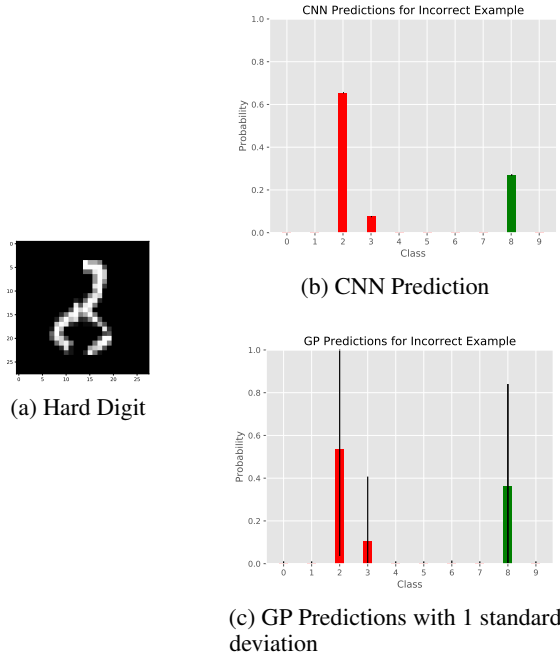 CNN Predictions for Incorrect Example
1.0
0.8
0.6
0.4
0.2
0.0
Probability
0 1 2 3 4 5 6 7 8 9
Class
(b) CNN Prediction
0
5
10
15
20
25
0 5 10 15 20 25
(a) Hard Digit
GP Predictions for Incorrect Example
1.0
0.8
0.6
0.4
0.2
0.0
Probability
0 1 2 3 4 5 6 7 8 9
Class
(c) GP Predictions with 1 standard
deviation